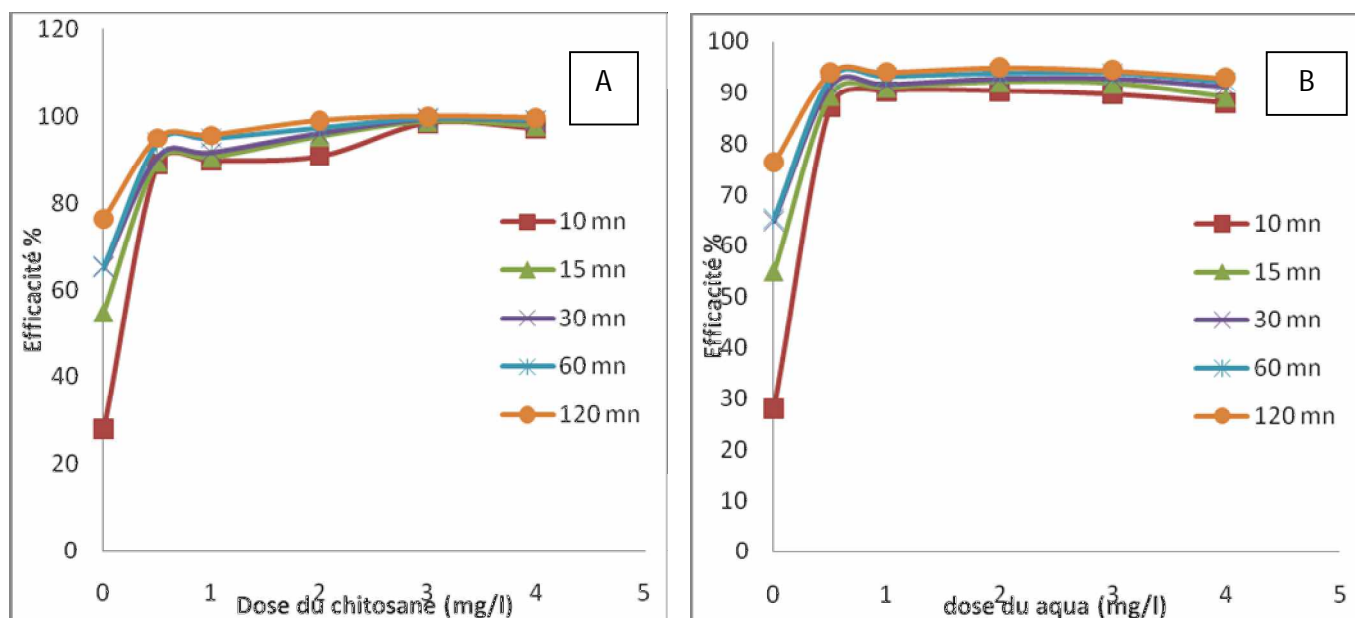 120
100
80
60
40
20
0
Efficacité %
A
10 mn
15 mn
30 mn
60 mn
120 mn
0 1 2 3 4 5
Dose du chitosane (mg/l)
100
90
80
70
60
50
40
30
20
10
0
Efficacité %
B
10 mn
15 mn
30 mn
60 mn
120 mn
0 1 2 3 4 5
dose du aqua (mg/l)